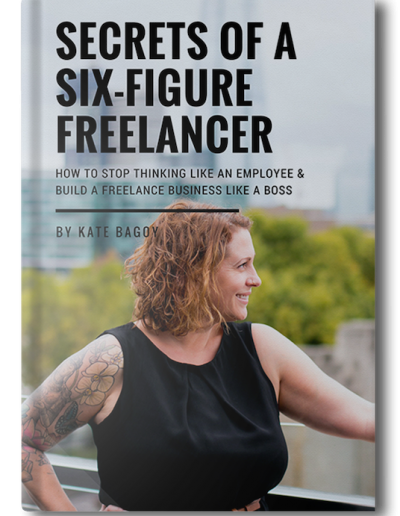 SECRETS OF A
SIX-FIGURE
FREELANCER
HOW TO STOP THINKING LIKE AN EMPLOYEE &
BUILD A FREELANCE BUSINESS LIKE A BOSS
BY KATE BAGOY